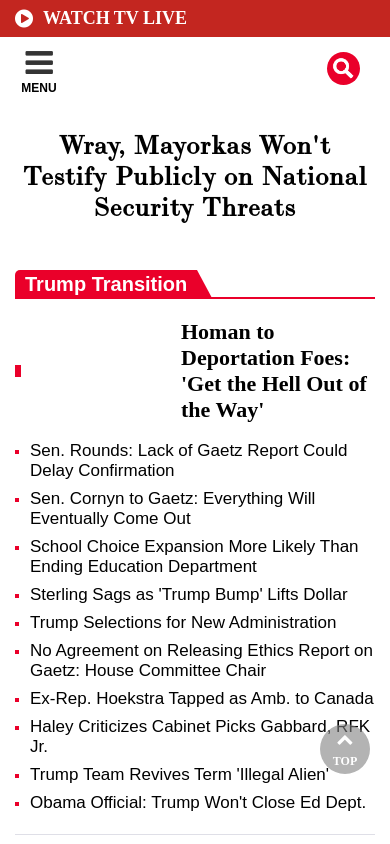 WATCH TV LIVE
MENU
Wray, Mayorkas Won't
Testify Publicly on National
Security Threats
Trump Transition
Homan to
Deportation Foes:
'Get the Hell Out of
the Way'
Sen. Rounds: Lack of Gaetz Report Could
Delay Confirmation
Sen. Cornyn to Gaetz: Everything Will
Eventually Come Out
School Choice Expansion More Likely Than
Ending Education Department
Sterling Sags as 'Trump Bump' Lifts Dollar
Trump Selections for New Administration
No Agreement on Releasing Ethics Report on
Gaetz: House Committee Chair
Ex-Rep. Hoekstra Tapped as Amb. to Canada
Haley Criticizes Cabinet Picks Gabbard, RFK
Jr.
Trump Team Revives Term 'Illegal Alien'
TOP
Obama Official: Trump Won't Close Ed Dept.